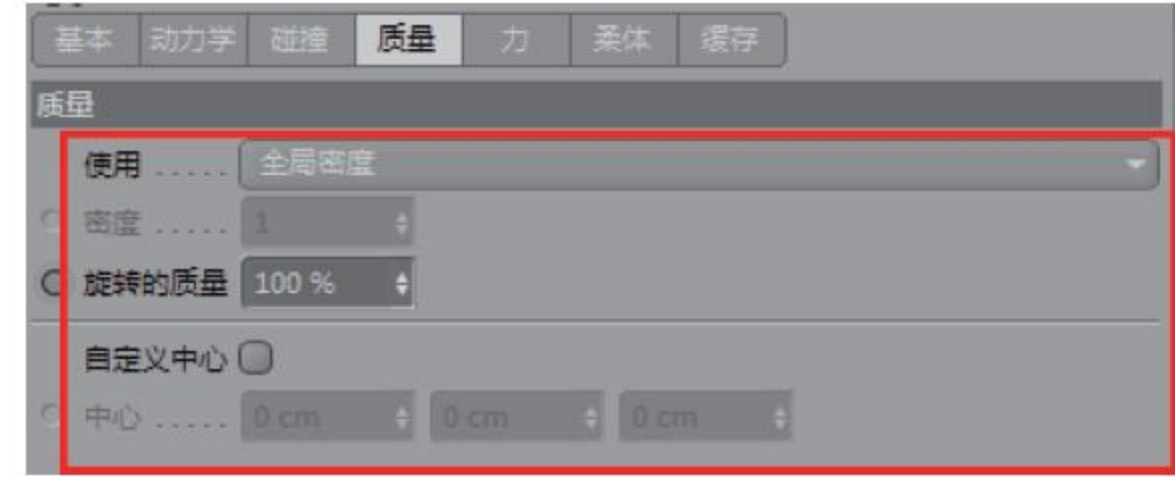 基本 动力学 碰撞 质量 力 柔体 缓存
质量
使用 ..... 全局密度
密度 ..... 1
旋转的质量 100 %
自定义中心
中心 ..... 0 cm 0 cm 0 cm